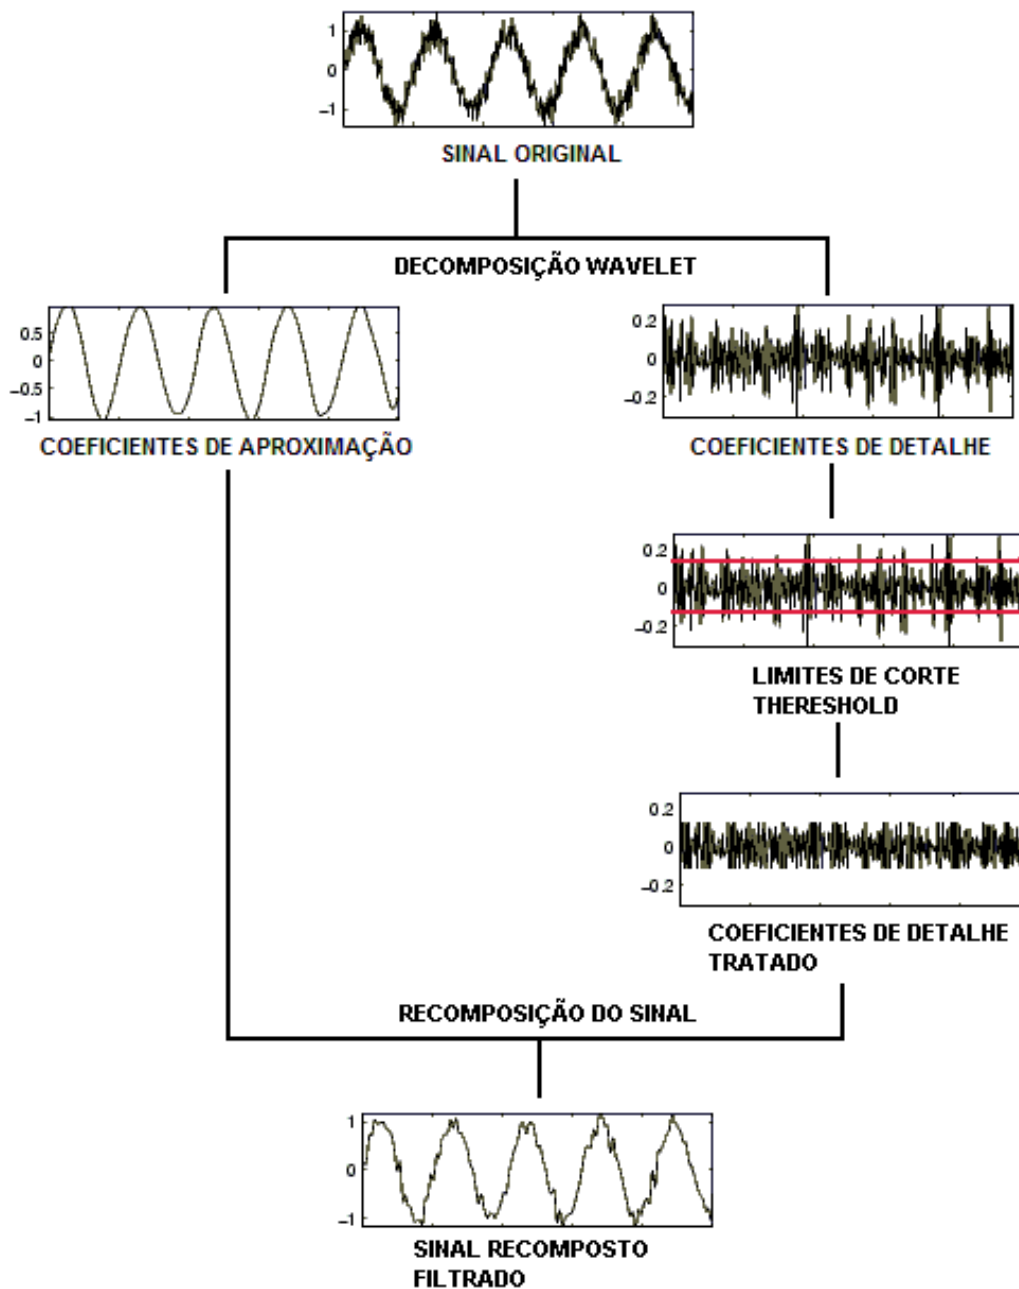 1
0
−1
SINAL ORIGINAL
DECOMPOSIÇÃO WAVELET
0.5
0
−0.5
−1
COEFICIENTES DE APROXIMAÇÃO
0.2
0
−0.2
COEFICIENTES DE DETALHE
0.2
0
−0.2
LIMITES DE CORTE
THERESHOLD
0.2
0
−0.2
COEFICIENTES DE DETALHE
TRATADO
RECOMPOSIÇÃO DO SINAL
1
0
−1
SINAL RECOMPOSTO
FILTRADO